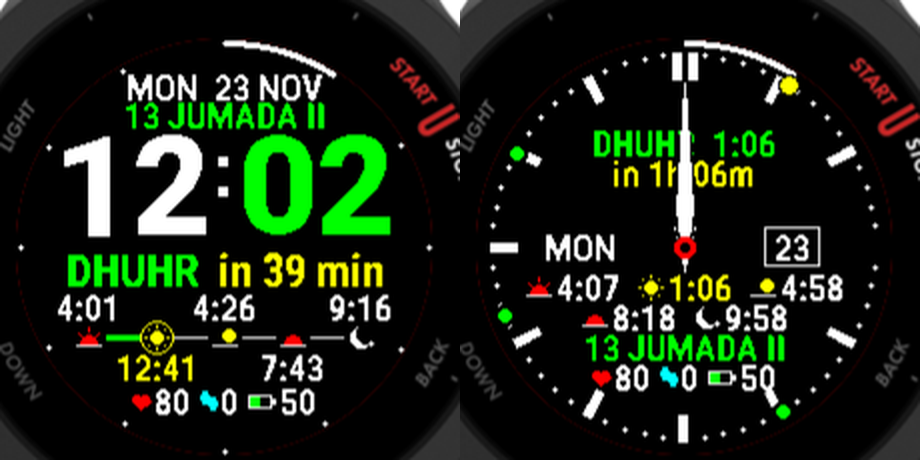 START
LIGHT
MON 23 NOV
13 JUMADA II
12:02
DHUHR in 39 min
4:01 4:26 9:16
12:41 7:43
80 0 50
DOWN
BACK
START
LIGHT
DHUHR 1:06
in 1h06m
MON 23
4:07 1:06 4:58
8:18 9:58
13 JUMADA II
80 0 50
DOWN
BACK